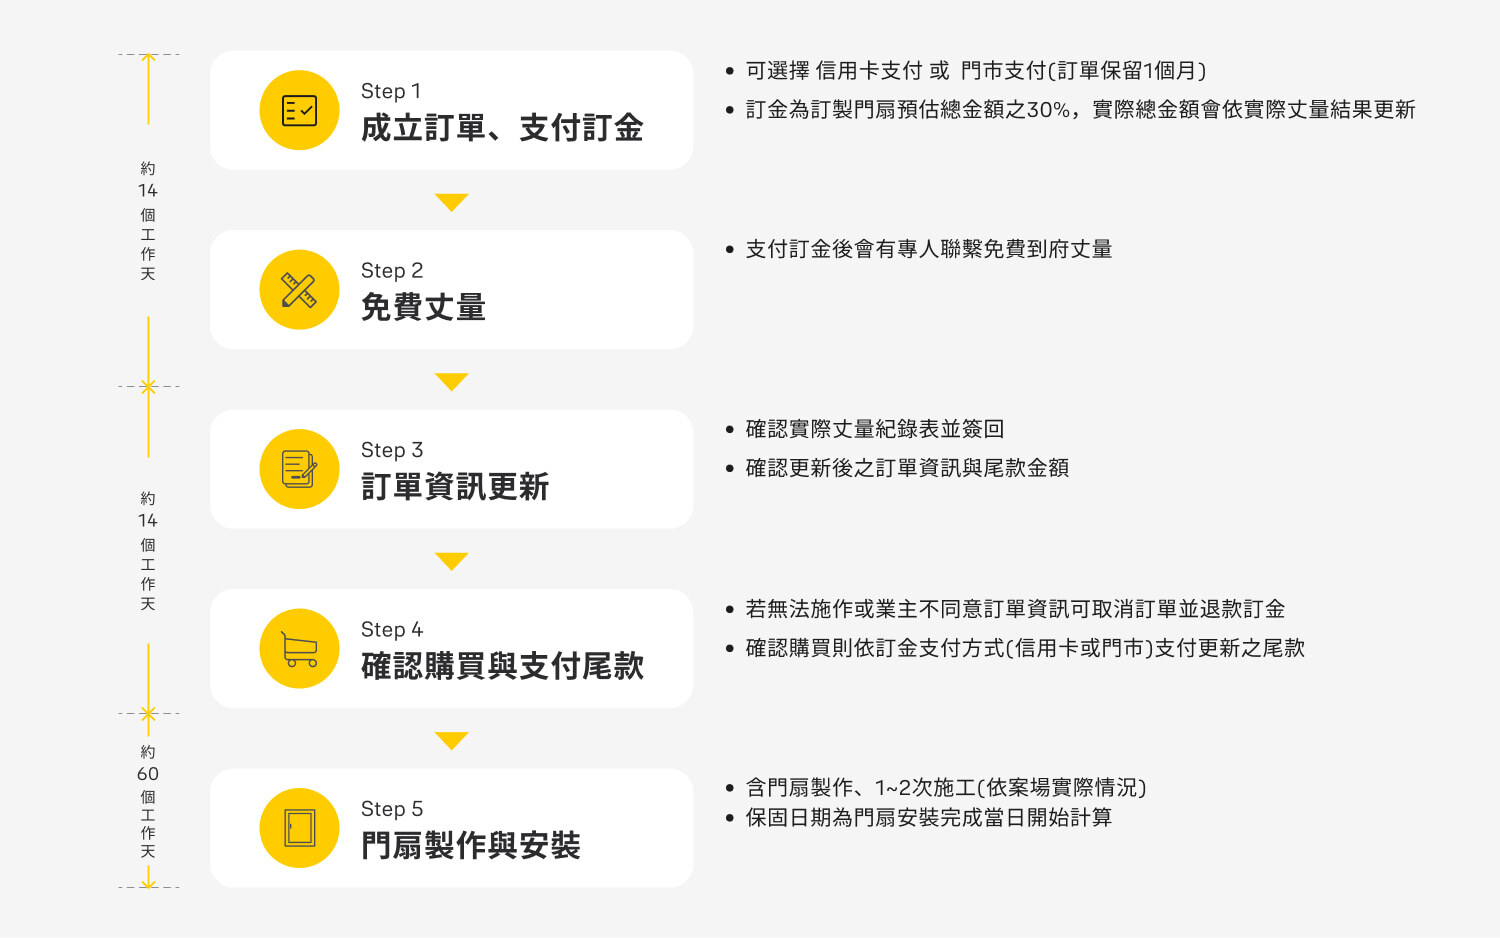 Step 1
成立訂單、支付訂金
可選擇 信用卡支付 或 門市支付(訂單保留1個月)
訂金為訂製門扇預估總金額之30%，實際總金額會依實際丈量結果更新
約
14
個
工
作
天
Step 2
免費丈量
支付訂金後會有專人聯繫免費到府丈量
Step 3
訂單資訊更新
確認實際丈量紀錄表並簽回
確認更新後之訂單資訊與尾款金額
約
14
個
工
作
天
Step 4
確認購買與支付尾款
若無法施作或業主不同意訂單資訊可取消訂單並退款訂金
確認購買則依訂金支付方式(信用卡或門市)支付更新之尾款
約
60
個
工
作
天
Step 5
門扇製作與安裝
含門扇製作、1~2次施工(依案場實際情況)
保固日期為門扇安裝完成當日開始計算